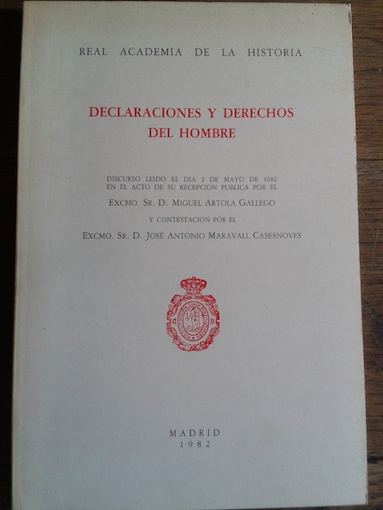 REAL ACADEMIA DE LA HISTORIA
DECLARACIONES Y DERECHOS
DEL HOMBRE
DISCURSO LEIDO EL DIA 2 DE MAYO DE 1982
EN EL ACTO DE SU RECEPCION PUBLICA POR EL
EXCMO. SR. D. MIGUEL ARTOLA GALLEGO
Y CONTESTACION POR EL
EXCMO. SR. D. JOSÉ ANTONIO MARAVALL CASESNOVES
MADRID
1982